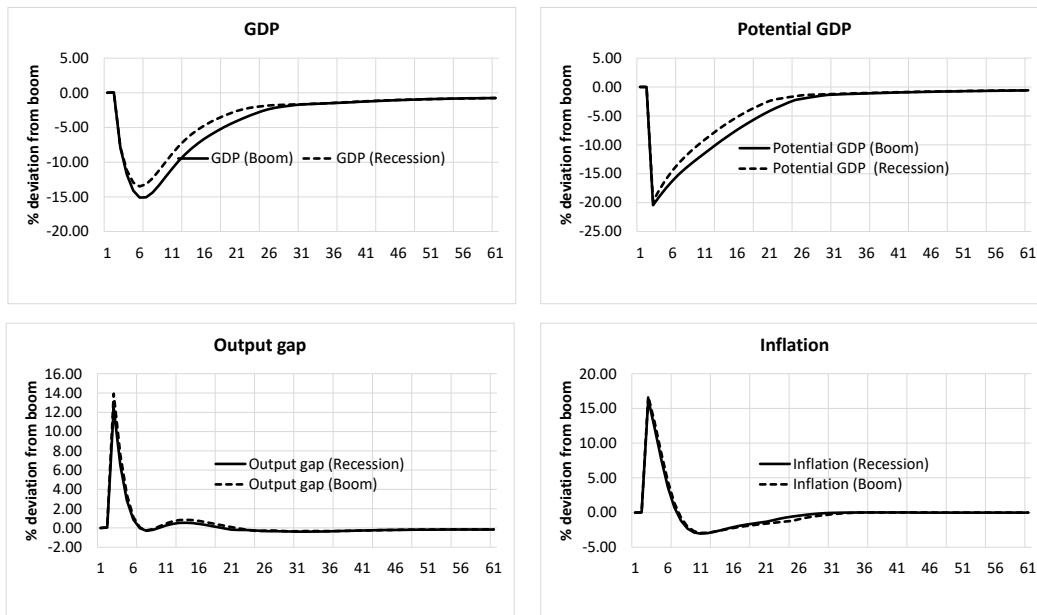 GDP
% deviation from boom
5.00
0.00
-5.00
-10.00
-15.00
-20.00
GDP (Boom) GDP (Recession)
1 6 11 16 21 26 31 36 41 46 51 56 61
Potential GDP
% deviation from boom
5.00
0.00
-5.00
-10.00
-15.00
-20.00
-25.00
Potential GDP (Boom)
Potential GDP (Recession)
1 6 11 16 21 26 31 36 41 46 51 56 61
Output gap
% deviation from boom
16.00
14.00
12.00
10.00
8.00
6.00
4.00
2.00
0.00
-2.00
Output gap (Recession)
Output gap (Boom)
1 6 11 16 21 26 31 36 41 46 51 56 61
Inflation
% deviation from boom
20.00
15.00
10.00
5.00
0.00
-5.00
Inflation (Recession)
Inflation (Boom)
1 6 11 16 21 26 31 36 41 46 51 56 61